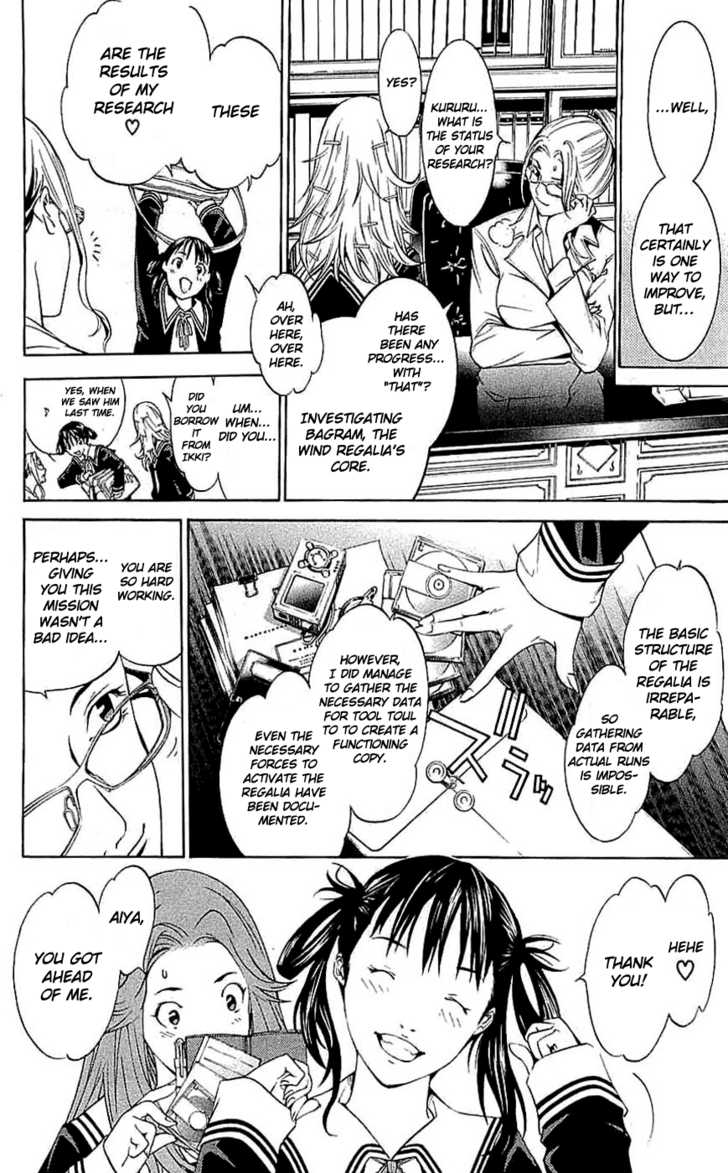 ...WELL,
THAT
CERTAINLY
IS ONE
WAY TO
IMPROVE,
BUT...
KURURU...
WHAT IS
THE STATUS
OF YOUR
RESEARCH?
YES?
HAS
THERE
BEEN ANY
PROGRESS...
WITH
"THAT"?
INVESTIGATING
BAGRAM, THE
WIND REGALIA'S
CORE.
THESE
ARE THE
RESULTS
OF MY
RESEARCH
♡
AH,
OVER
HERE,
OVER
HERE.
UM...
WHEN...
DID YOU...
DID
YOU
BORROW
IT
FROM
IKKI?
YES, WHEN
WE SAW HIM
LAST TIME.
THE BASIC
STRUCTURE
OF THE
REGALIA IS
IRREPA-
RABLE,
SO
GATHERING
DATA FROM
ACTUAL RUNS
IS IMPOS-
SIBLE.
ズラッ
HOWEVER,
I DID MANAGE
TO GATHER THE
NECESSARY DATA
FOR TOOL TOUL
TO TO CREATE A
FUNCTIONING
COPY.
EVEN THE
NECESSARY
FORCES TO
ACTIVATE THE
REGALIA HAVE
BEEN DOCU-
MENTED.
YOU ARE
SO HARD
WORKING.
PERHAPS...
GIVING
YOU THIS
MISSION
WASN'T A
BAD IDEA...
HEHE
♡
THANK
YOU!
AIYA,
YOU GOT
AHEAD
OF ME.